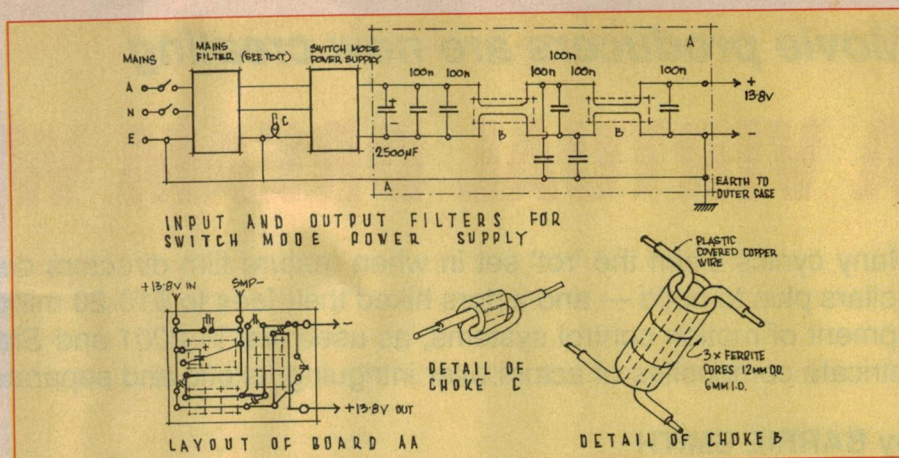 MAINS
MAINS
FILTER
(SEE TEXT)
SWITCH MODE
POWER SUPPLY
A
N
E
C
100n
100n
100n
100n
100n
100n
A
+
13·8V
-
+
-
2500µF
B
B
A
EARTH TO
OUTER CASE
INPUT AND OUTPUT FILTERS FOR
SWITCH MODE POWER SUPPLY
+13·8V IN
SMP-
+13·8V OUT
LAYOUT OF BOARD AA
DETAIL OF
CHOKE C
PLASTIC
COVERED COPPER
WIRE
3 x FERRITE
CORES 12MM OD.
6MM I.D.
DETAIL OF CHOKE B